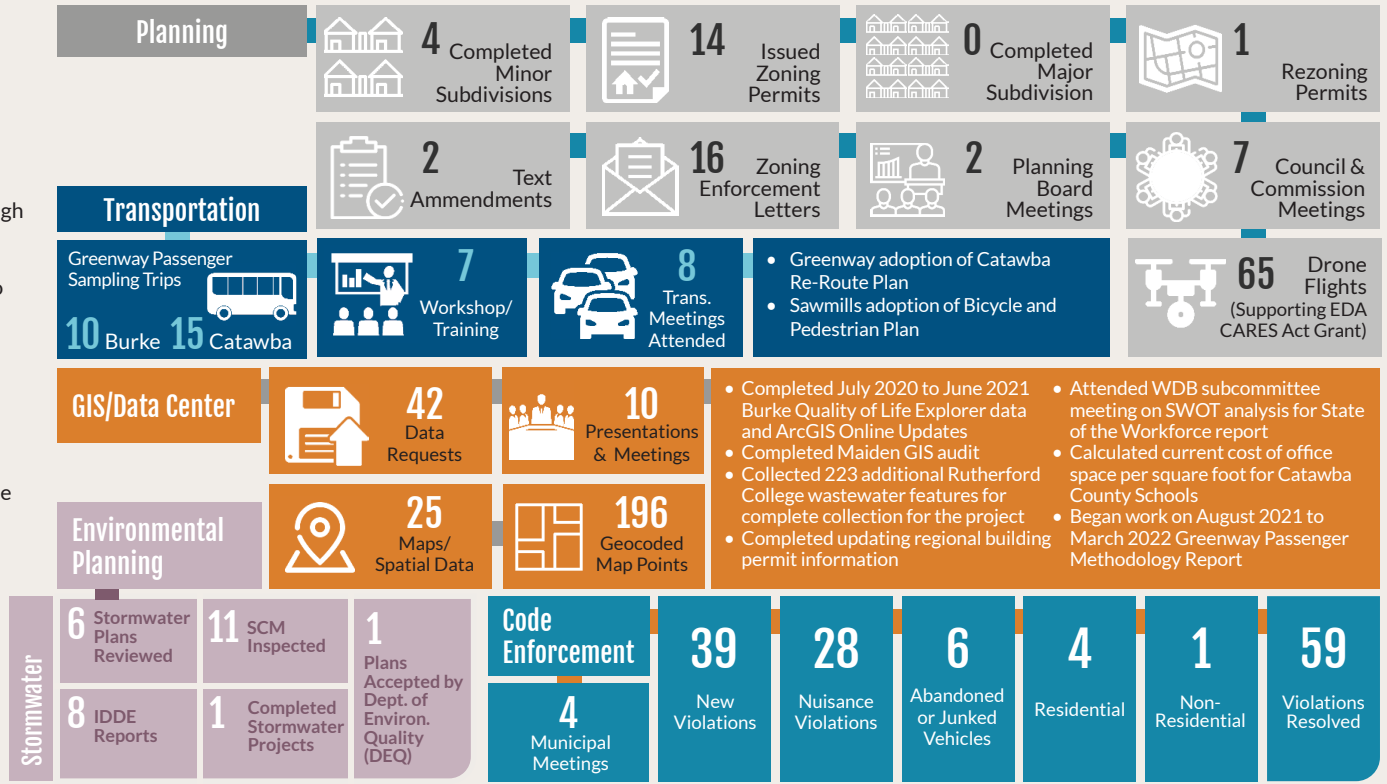 Planning
4 Completed
Minor
Subdivisions
14 Issued
Zoning
Permits
0 Completed
Major
Subdivision
1
Rezoning
Permits
2 Text
Ammendments
16 Zoning
Enforcement
Letters
2 Planning
Board
Meetings
7 Council &
Commission
Meetings
65 Drone
Flights
(Supporting EDA
CARES Act Grant)
gh
o
e
Transportation
Greenway Passenger
Sampling Trips
10 Burke 15 Catawba
7
Workshop/
Training
8
Trans.
Meetings
Attended
• Greenway adoption of Catawba
Re-Route Plan
• Sawmills adoption of Bicycle and
Pedestrian Plan
GIS/Data Center
42
Data
Requests
10
Presentations
& Meetings
25
Maps/
Spatial Data
196
Geocoded
Map Points
• Completed July 2020 to June 2021
Burke Quality of Life Explorer data
and ArcGIS Online Updates
• Completed Maiden GIS audit
• Collected 223 additional Rutherford
College wastewater features for
complete collection for the project
• Completed updating regional building
permit information
• Attended WDB subcommittee
meeting on SWOT analysis for State
of the Workforce report
• Calculated current cost of office
space per square foot for Catawba
County Schools
• Began work on August 2021 to
March 2022 Greenway Passenger
Methodology Report
Environmental
Planning
Stormwater
6 Stormwater
Plans
Reviewed
11 SCM
Inspected
8 IDDE
Reports
1 Completed
Stormwater
Projects
1
Plans
Accepted by
Dept. of
Environ.
Quality
(DEQ)
Code
Enforcement
4
Municipal
Meetings
39
New
Violations
28
Nuisance
Violations
6
Abandoned
or Junked
Vehicles
4
Residential
1
Non-
Residential
59
Violations
Resolved